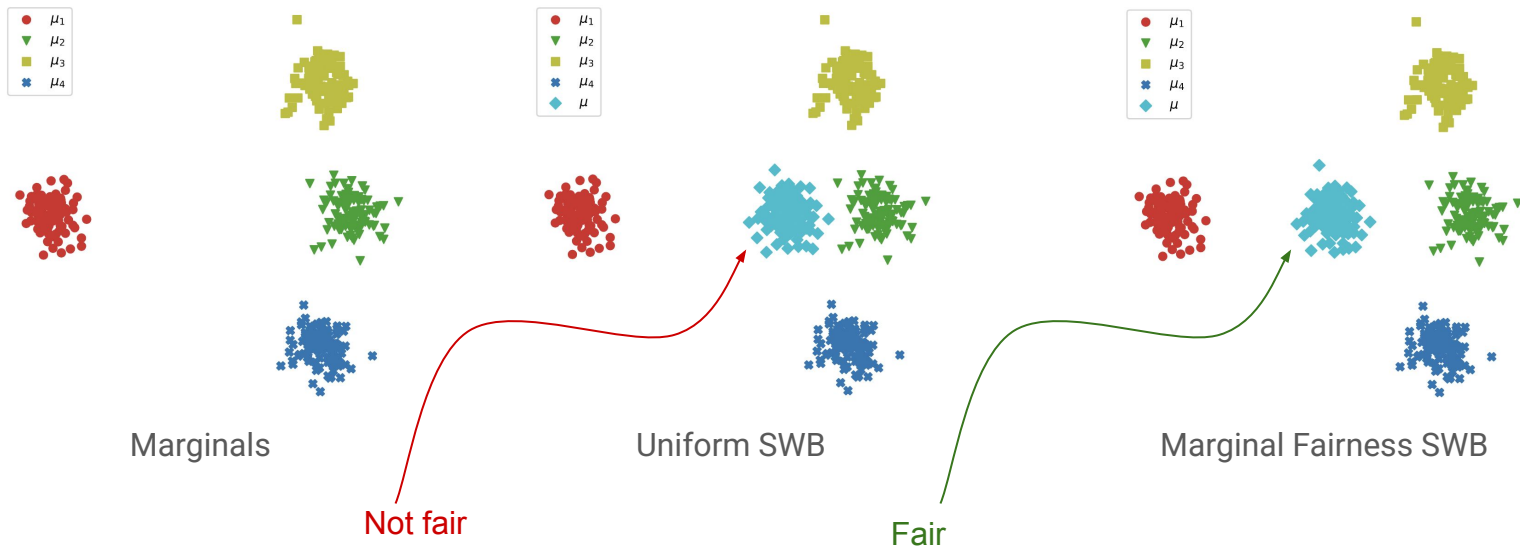 μ₁
μ₂
μ₃
μ₄
μ₁
μ₂
μ₃
μ₄
μ
μ₁
μ₂
μ₃
μ₄
μ
Marginals
Uniform SWB
Marginal Fairness SWB
Not fair
Fair